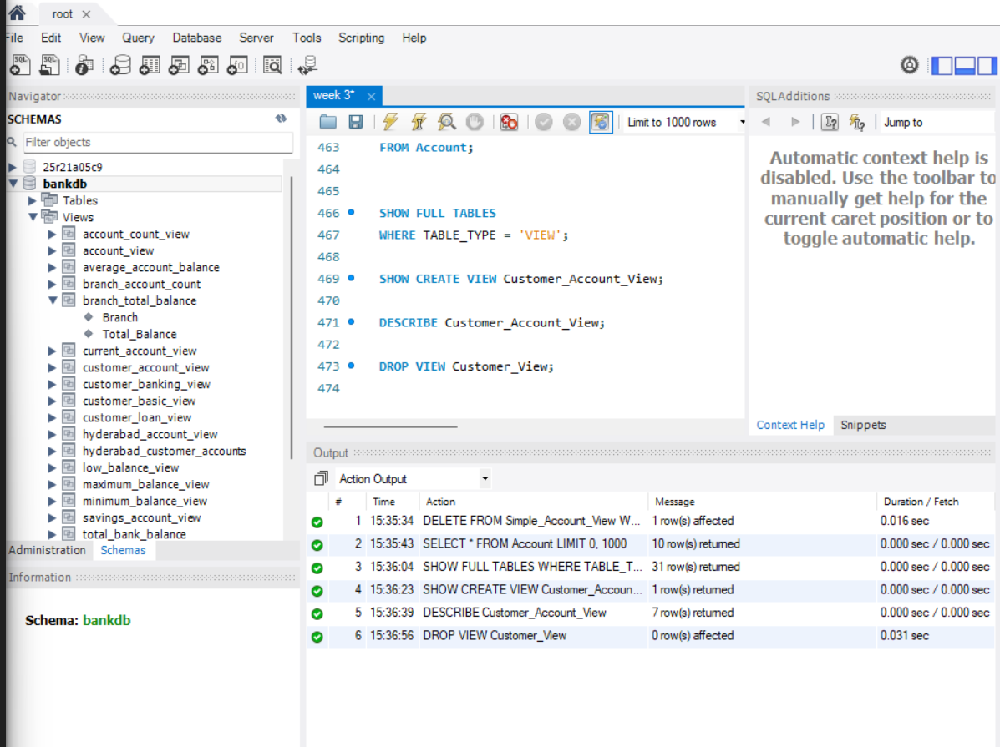 root
File Edit View Query Database Server Tools Scripting Help
Navigator
SCHEMAS
Filter objects
25r21a05c9
bankdb
Tables
Views
account_count_view
account_view
average_account_balance
branch_account_count
branch_total_balance
Branch
Total_Balance
current_account_view
customer_account_view
customer_banking_view
customer_basic_view
customer_loan_view
hyderabad_account_view
hyderabad_customer_accounts
low_balance_view
maximum_balance_view
minimum_balance_view
savings_account_view
total_bank_balance
Administration Schemas
Information
Schema: bankdb
week 3*
Limit to 1000 rows
463 FROM Account;
464
465
466 SHOW FULL TABLES
467 WHERE TABLE_TYPE = 'VIEW';
468
469 SHOW CREATE VIEW Customer_Account_View;
470
471 DESCRIBE Customer_Account_View;
472
473 DROP VIEW Customer_View;
474
SQLAdditions
Jump to
Automatic context help is
disabled. Use the toolbar to
manually get help for the
current caret position or to
toggle automatic help.
Context Help Snippets
Output
Action Output
# Time Action Message Duration / Fetch
1 15:35:34 DELETE FROM Simple_Account_View W... 1 row(s) affected 0.016 sec
2 15:35:43 SELECT * FROM Account LIMIT 0, 1000 10 row(s) returned 0.000 sec / 0.000 sec
3 15:36:04 SHOW FULL TABLES WHERE TABLE_T... 31 row(s) returned 0.000 sec / 0.000 sec
4 15:36:23 SHOW CREATE VIEW Customer_Accoun... 1 row(s) returned 0.000 sec / 0.000 sec
5 15:36:39 DESCRIBE Customer_Account_View 7 row(s) returned 0.000 sec / 0.000 sec
6 15:36:56 DROP VIEW Customer_View 0 row(s) affected 0.031 sec